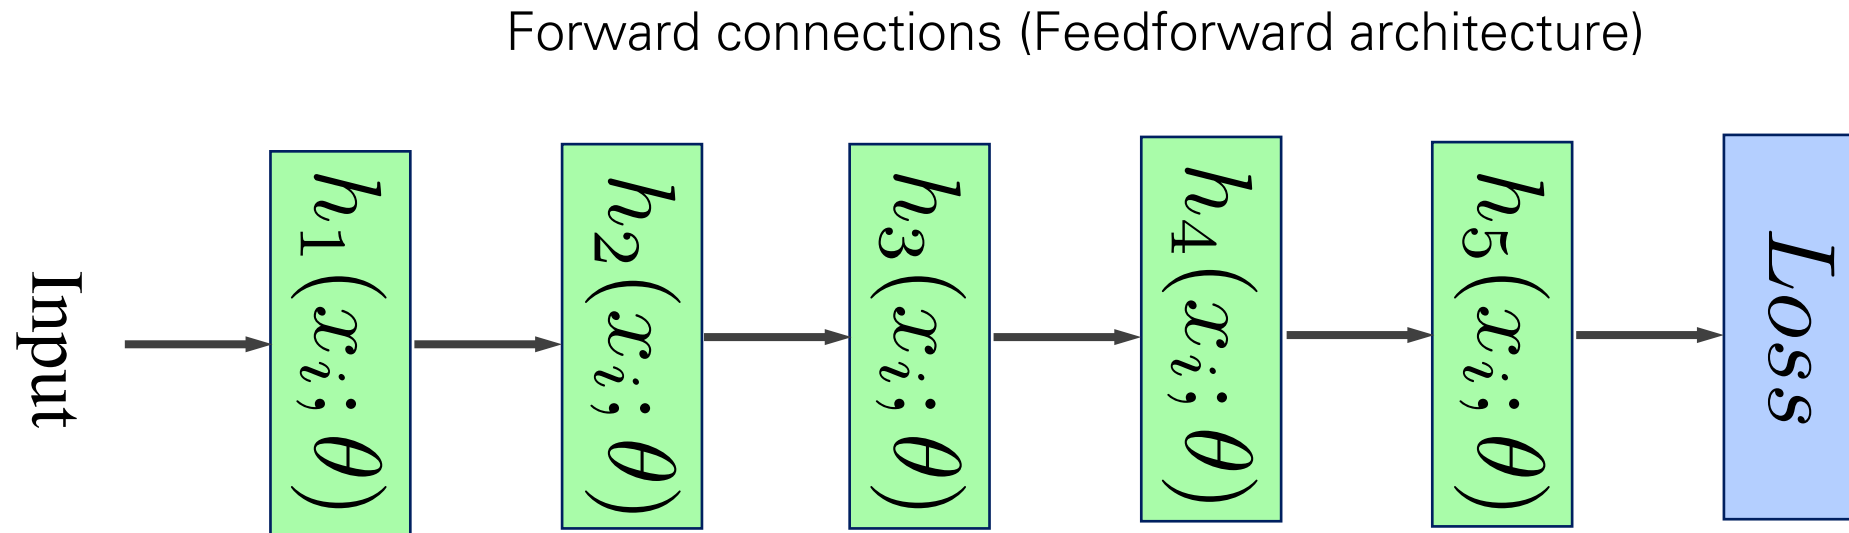 Forward connections (Feedforward architecture)
Input
h₁(xᵢ; θ)
h₂(xᵢ; θ)
h₃(xᵢ; θ)
h₄(xᵢ; θ)
h₅(xᵢ; θ)
Loss